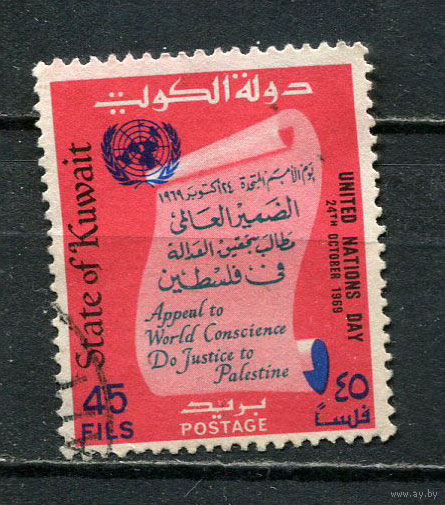 دولة الكويت
State of Kuwait
يوم الأمم المتحدة ٢٤ أكتوبر ١٩٦٩
الضمير العالمي
مطالب بتحقيق العدالة
في فلسطين
Appeal to
World Conscience
Do Justice to
Palestine
UNITED NATIONS DAY
24TH OCTOBER 1969
45
FILS
٤٥
فلساً
بريد
POSTAGE
www.ay.by